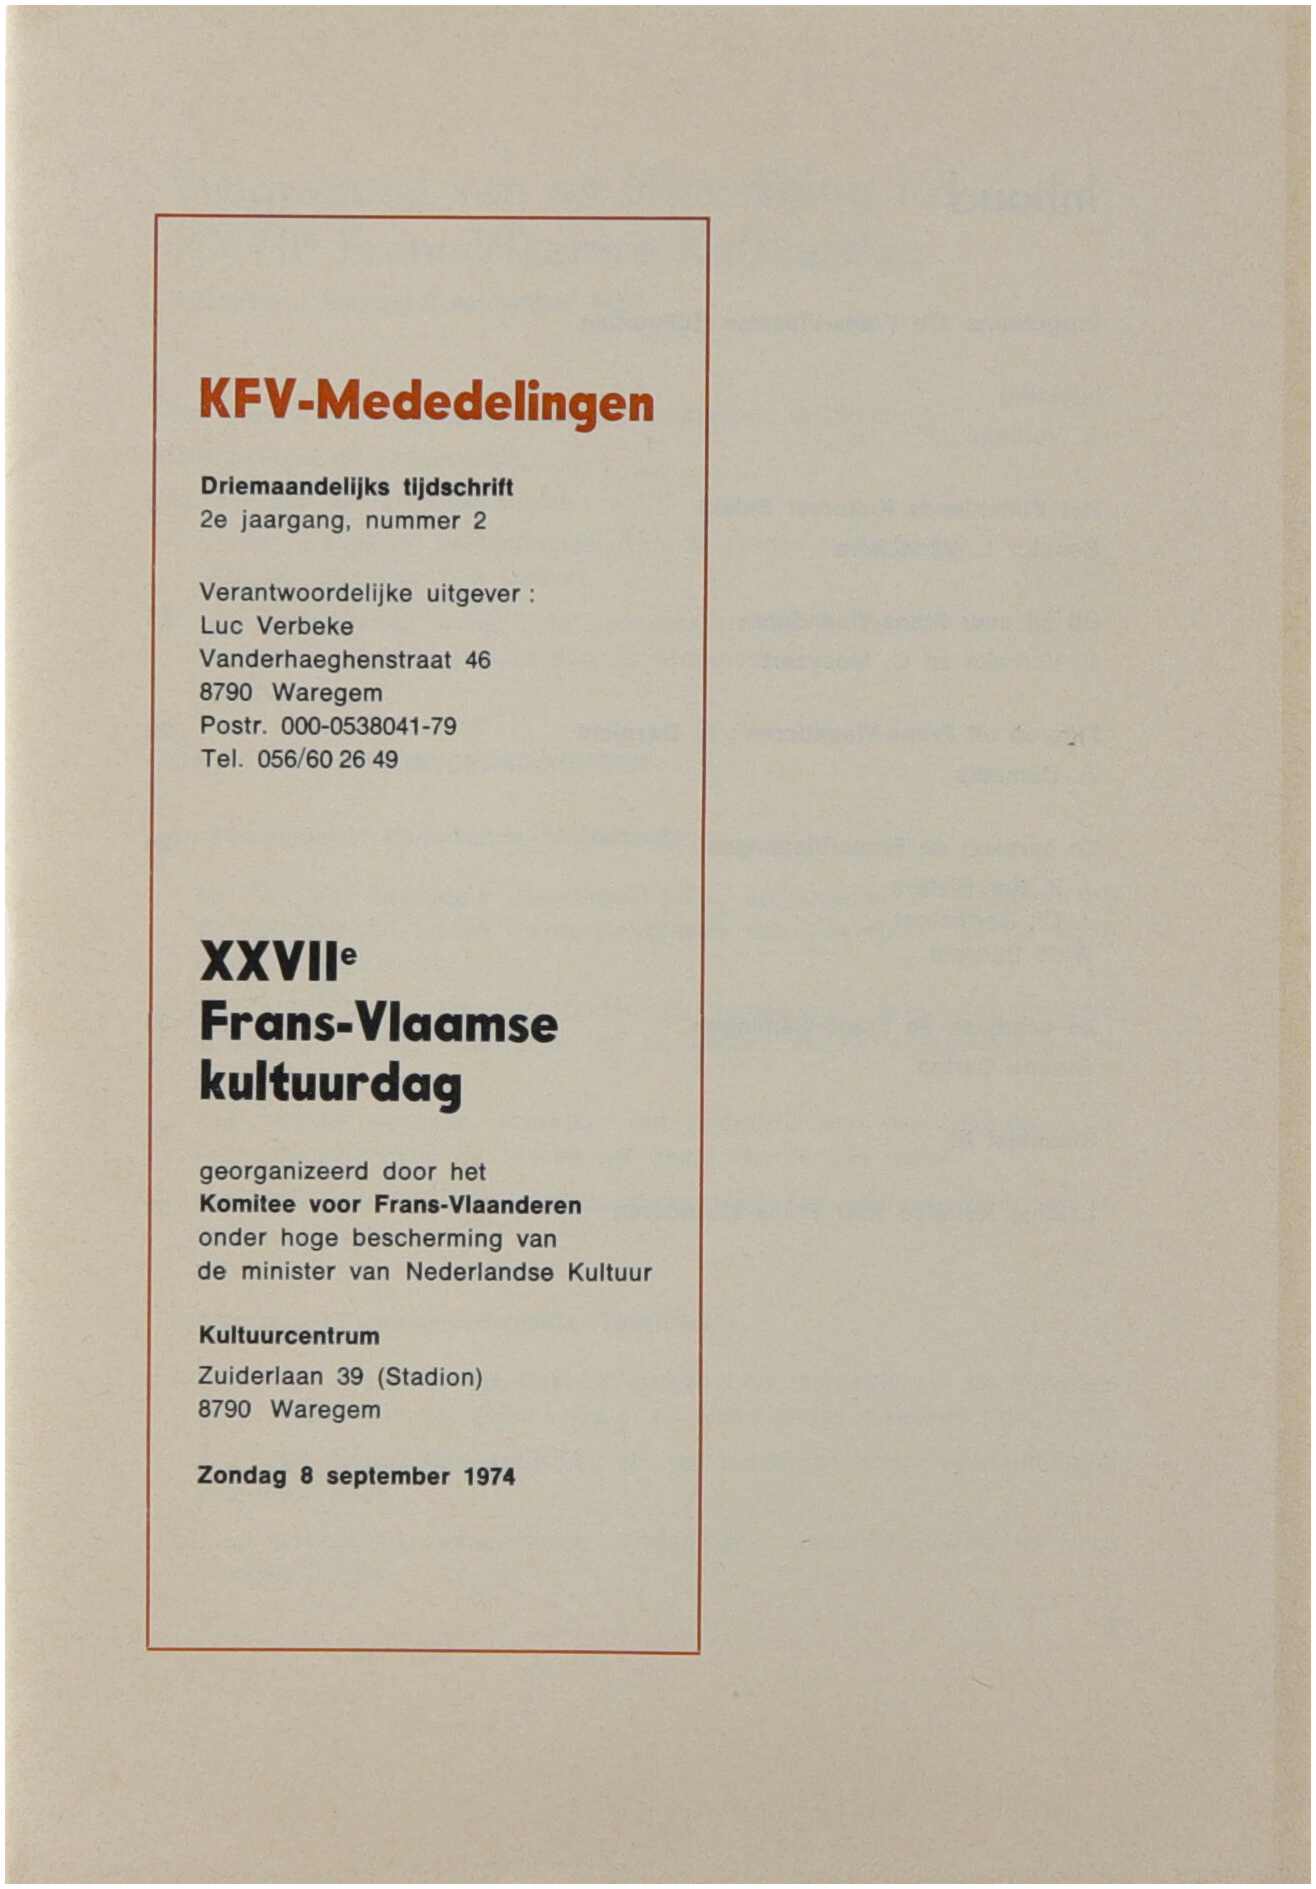 KFV-Mededelingen
Driemaandelijks tijdschrift
2e jaargang, nummer 2
Verantwoordelijke uitgever :
Luc Verbeke
Vanderhaeghenstraat 46
8790 Waregem
Postr. 000-0538041-79
Tel. 056/60 26 49
XXVIIe
Frans-Vlaamse
kultuurdag
georganizeerd door het
Komitee voor Frans-Vlaanderen
onder hoge bescherming van
de minister van Nederlandse Kultuur
Kultuurcentrum
Zuiderlaan 39 (Stadion)
8790 Waregem
Zondag 8 september 1974